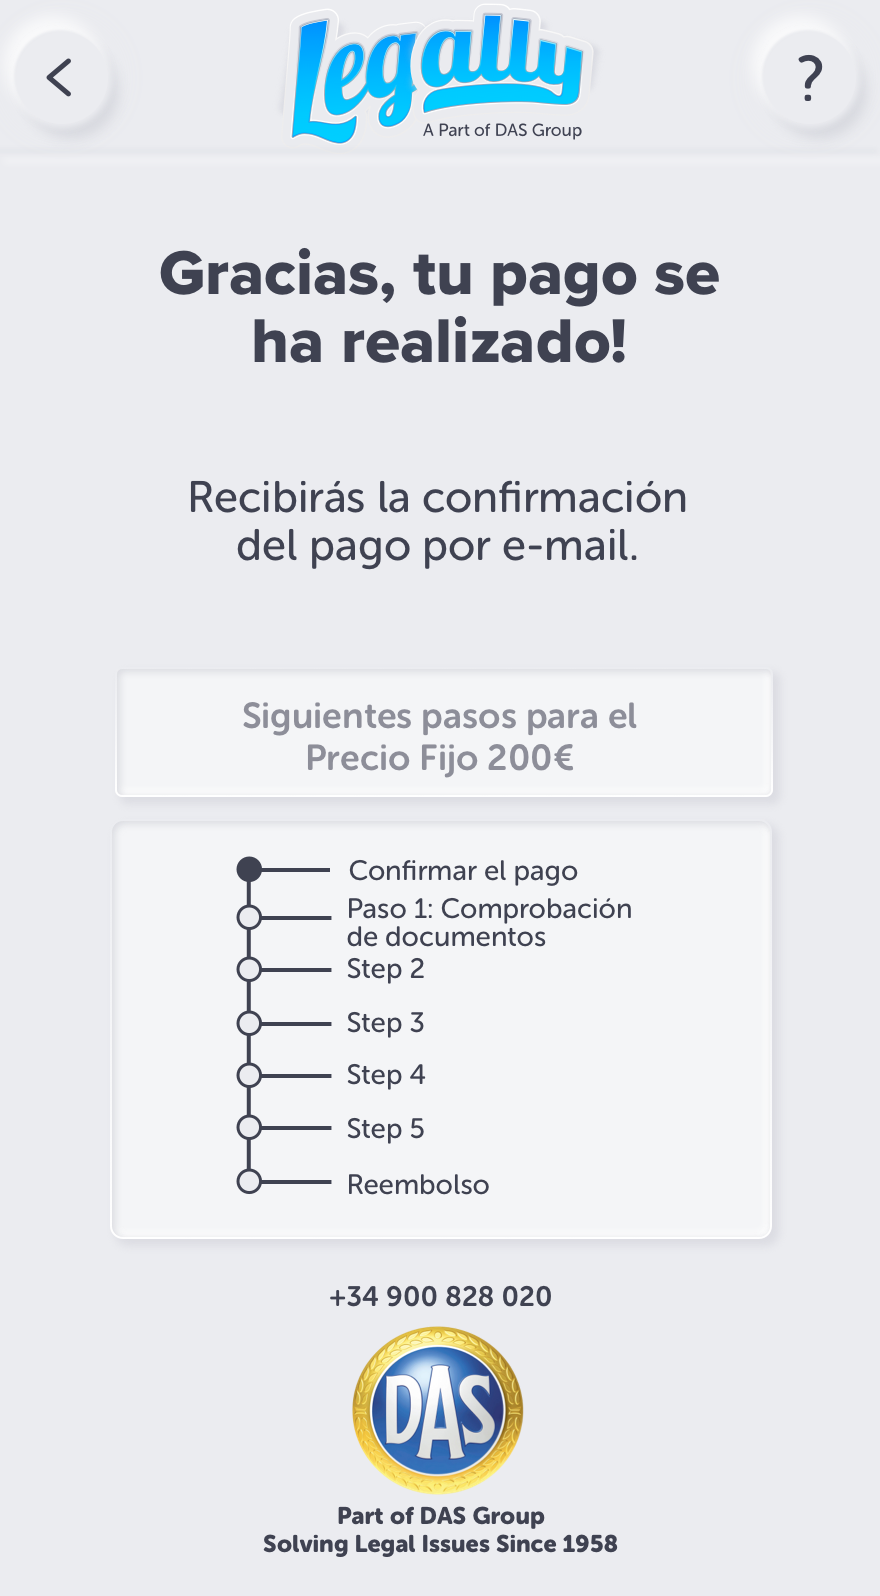 Legally
A Part of DAS Group
?
Gracias, tu pago se
ha realizado!
Recibirás la confirmación
del pago por e-mail.
Siguientes pasos para el
Precio Fijo 200€
Confirmar el pago
Paso 1: Comprobación
de documentos
Step 2
Step 3
Step 4
Step 5
Reembolso
+34 900 828 020
DAS
Part of DAS Group
Solving Legal Issues Since 1958